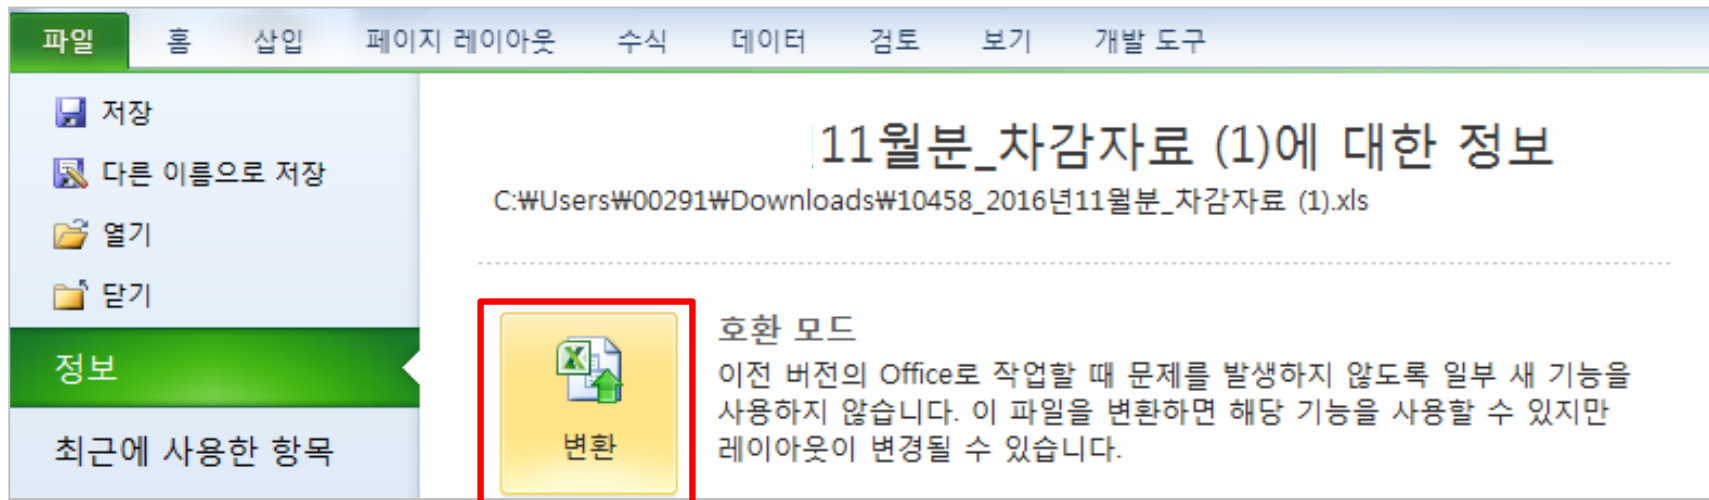 파일 홈 삽입 페이지 레이아웃 수식 데이터 검토 보기 개발 도구
저장
다른 이름으로 저장
열기
닫기
정보
최근에 사용한 항목
11월분_차감자료 (1)에 대한 정보
C:₩Users₩00291₩Downloads₩10458_2016년11월분_차감자료 (1).xls
변환
호환 모드
이전 버전의 Office로 작업할 때 문제를 발생하지 않도록 일부 새 기능을
사용하지 않습니다. 이 파일을 변환하면 해당 기능을 사용할 수 있지만
레이아웃이 변경될 수 있습니다.